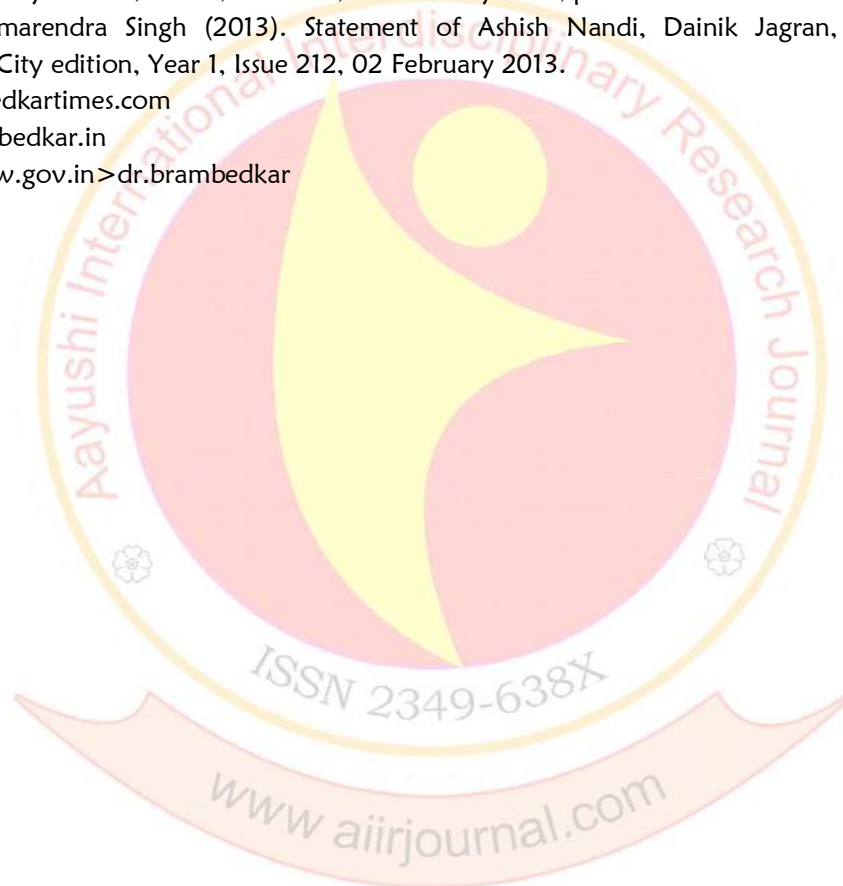 marendra Singh (2013). Statement of Ashish Nandi, Dainik Jagran,
City edition, Year 1, Issue 212, 02 February 2013.
edkartimes.com
bedkar.in
w.gov.in>dr.brambedkar
Aayushi International Interdisciplinary Research Journal
ISSN 2349-638X
www aiirjournal.com